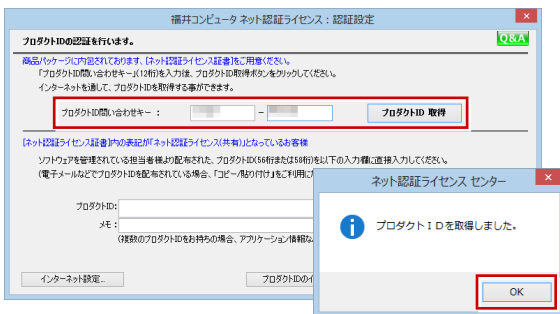 福井コンピュータ ネット認証ライセンス：認証設定
プロダクトIDの認証を行います。
Q&A
商品パッケージに内包されております、【ネット認証ライセンス証書】をご用意ください。
「プロダクトID問い合わせキー」(12桁)を入力後、プロダクトID取得ボタンをクリックしてください。
インターネットを通して、プロダクトIDを取得する事ができます。
プロダクトID問い合わせキー ： － プロダクトID 取得
【ネット認証ライセンス証書】内の表記が「ネット認証ライセンス(共有)」となっているお客様
ソフトウェアを管理されている担当者様より配布された、プロダクトID(56桁または58桁)を以下の入力欄に直接入力してください。
(電子メールなどでプロダクトIDを配布されている場合、「コピー/貼り付け」をご利用に
プロダクトID：
メモ：
(複数のプロダクトIDをお持ちの場合、アプリケーション情報な
インターネット設定...
プロダクトIDのイ
ネット認証ライセンス センター
プロダクトＩＤを取得しました。
OK